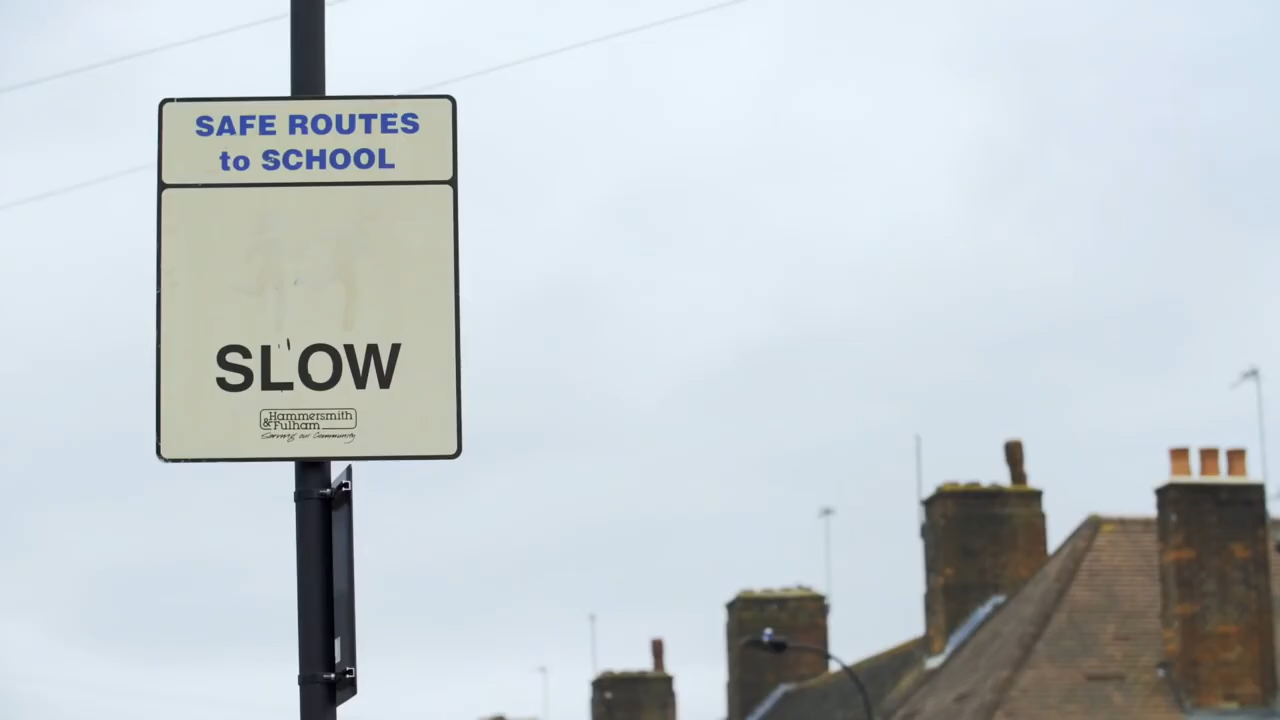 SAFE ROUTES
to SCHOOL
SLOW
Hammersmith
& Fulham
Serving our Community